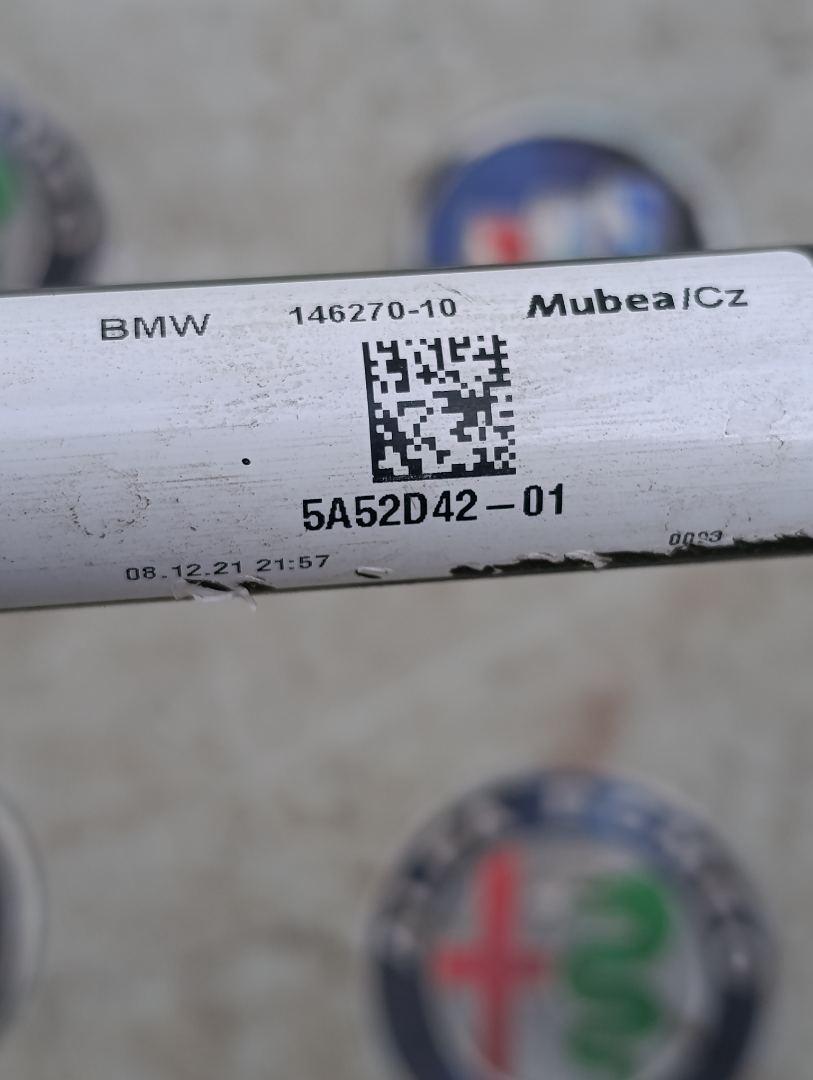 BMW 146270-10 Mubea/Cz
5A52D42-01
08.12.21 21:57